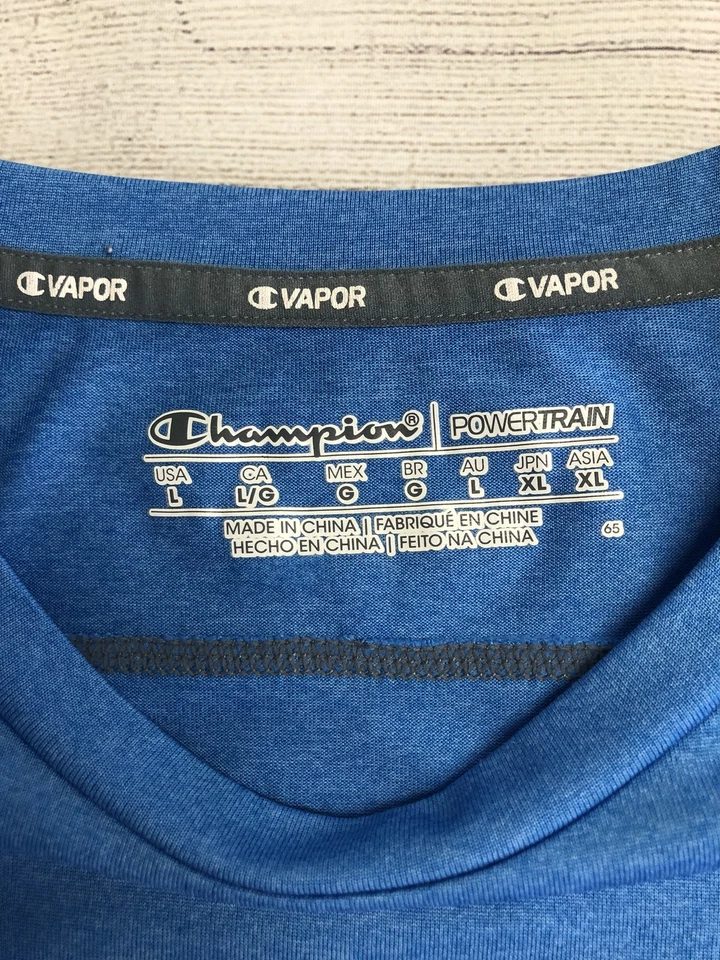 VAPOR VAPOR VAPOR
Champion® | POWERTRAIN
USA CA MEX BR AU JPN ASIA
L L/G G G L XL XL
MADE IN CHINA | FABRIQUÉ EN CHINE
HECHO EN CHINA | FEITO NA CHINA
65